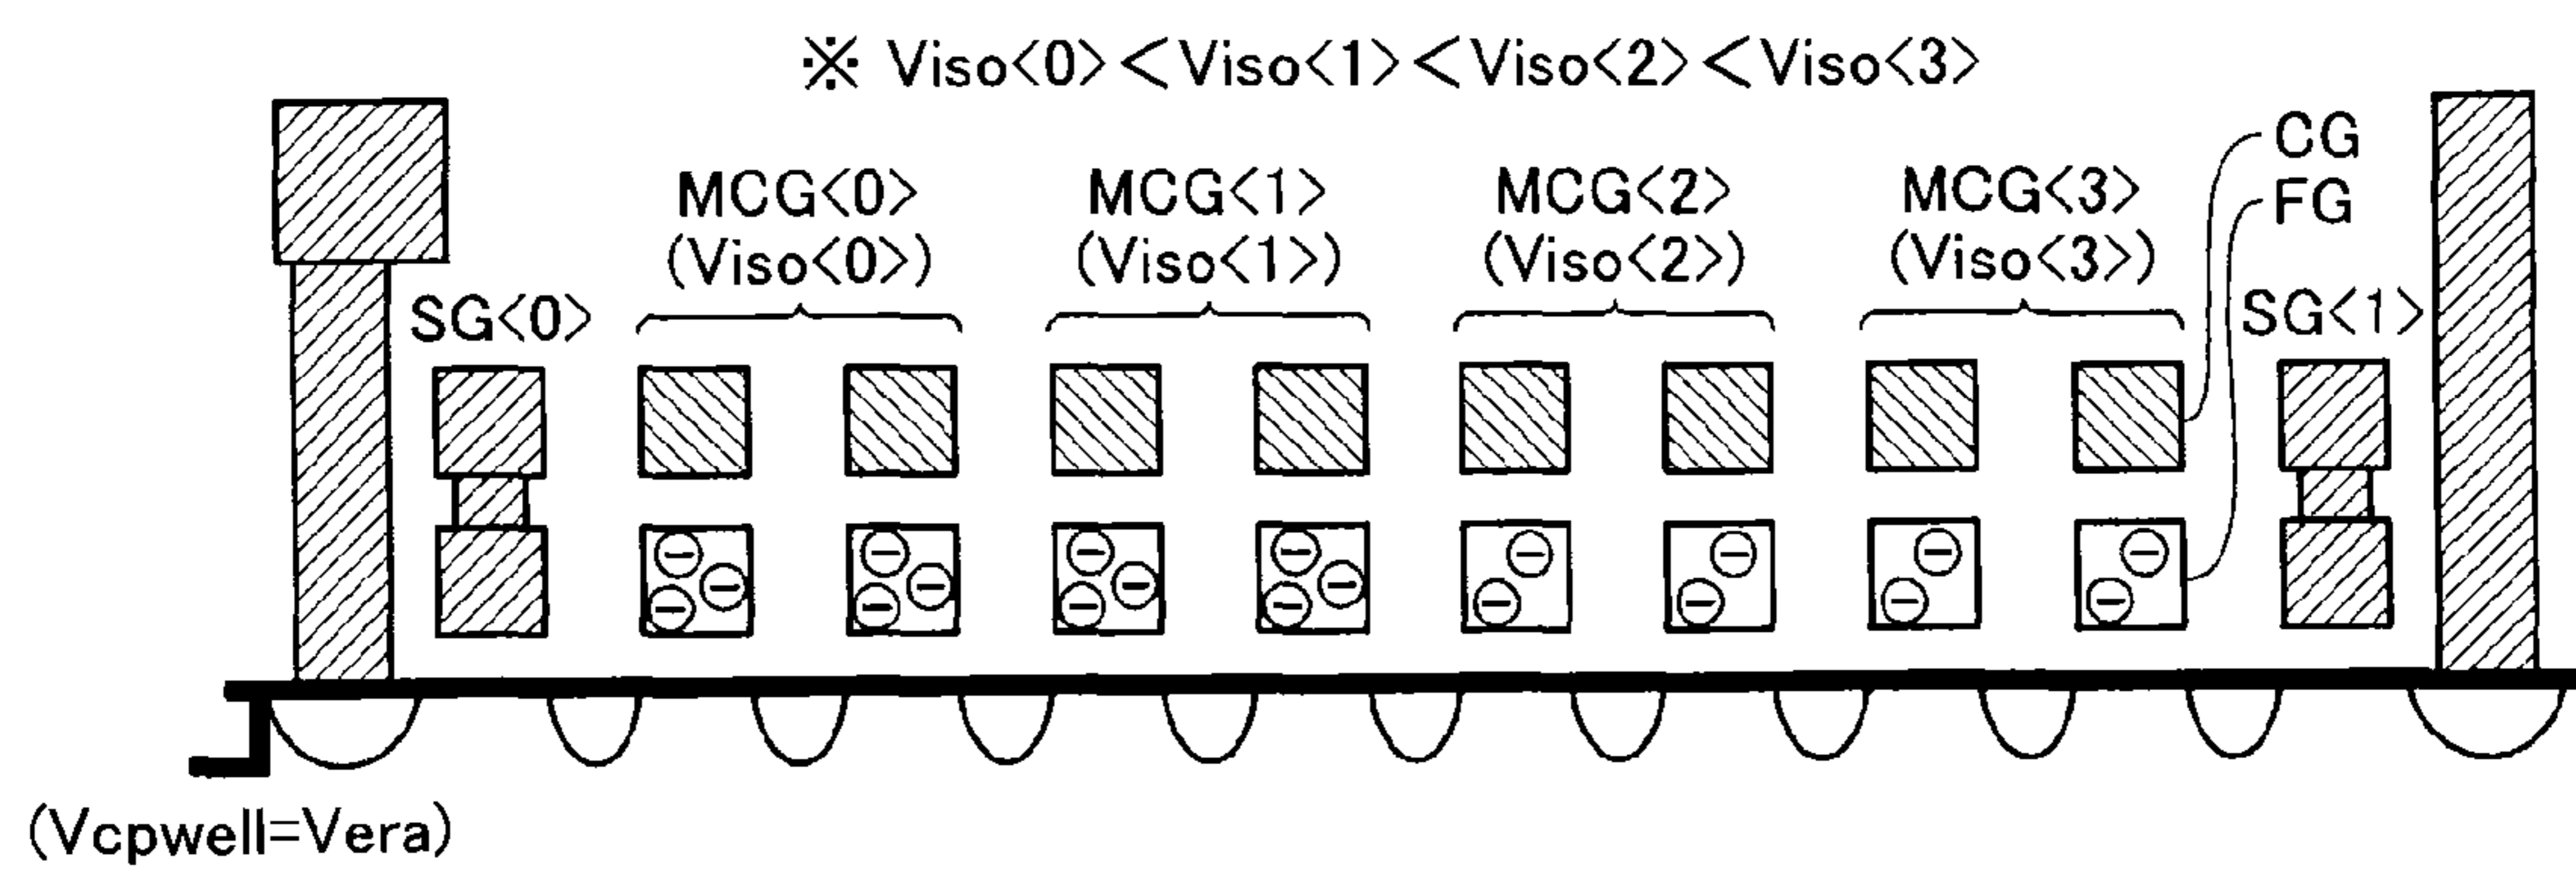 ※ Viso<0><Viso<1><Viso<2><Viso<3>
CG
FG
MCG<0>
(Viso<0>)
MCG<1>
(Viso<1>)
MCG<2>
(Viso<2>)
MCG<3>
(Viso<3>)
SG<0>
SG<1>
(Vcpwell=Vera)